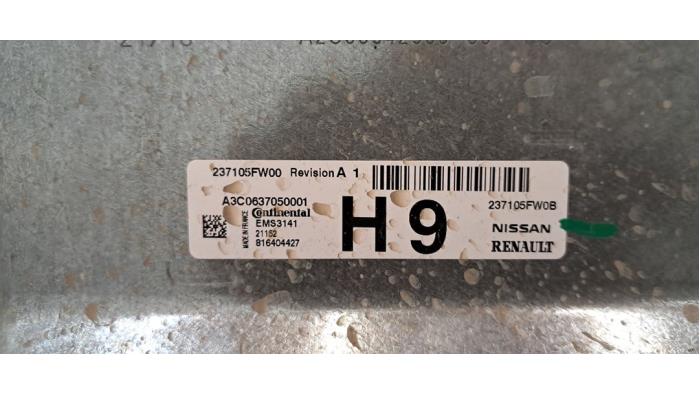 237105FW00 Revision A 1
A3C0637050001
237105FW0B
MADE IN FRANCE
Continental
EMS3141
21152
816404427
H9
NISSAN
RENAULT